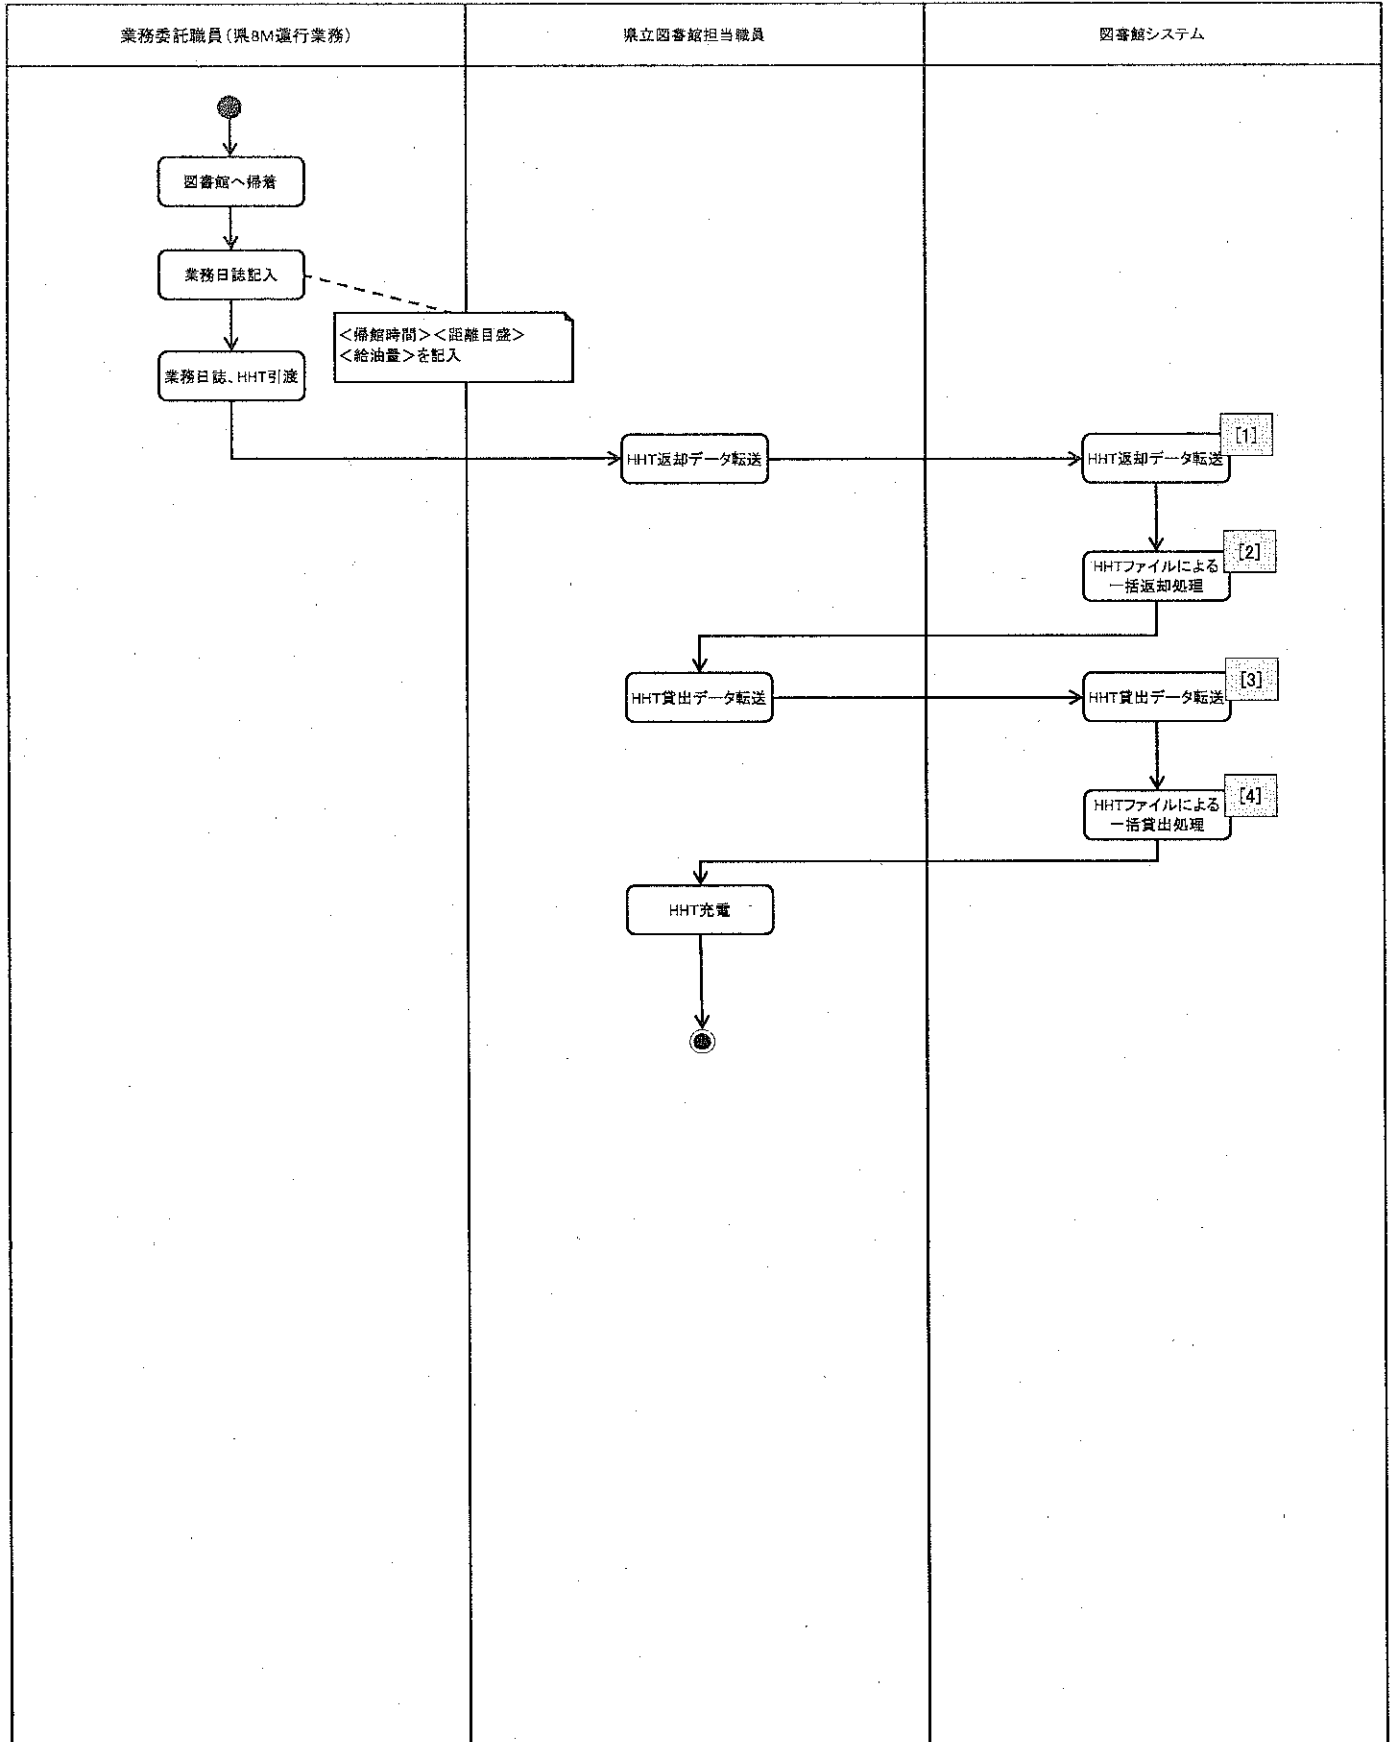 業務委託職員(県BM運行業務)
県立図書館担当職員
図書館システム
図書館へ帰着
業務日誌記入
<帰館時間><距離目盛>
<給油量>を記入
業務日誌、HHT引渡
HHT返却データ転送
HHT返却データ転送
[1]
HHTファイルによる
一括返却処理
[2]
HHT貸出データ転送
HHT貸出データ転送
[3]
HHTファイルによる
一括貸出処理
[4]
HHT充電